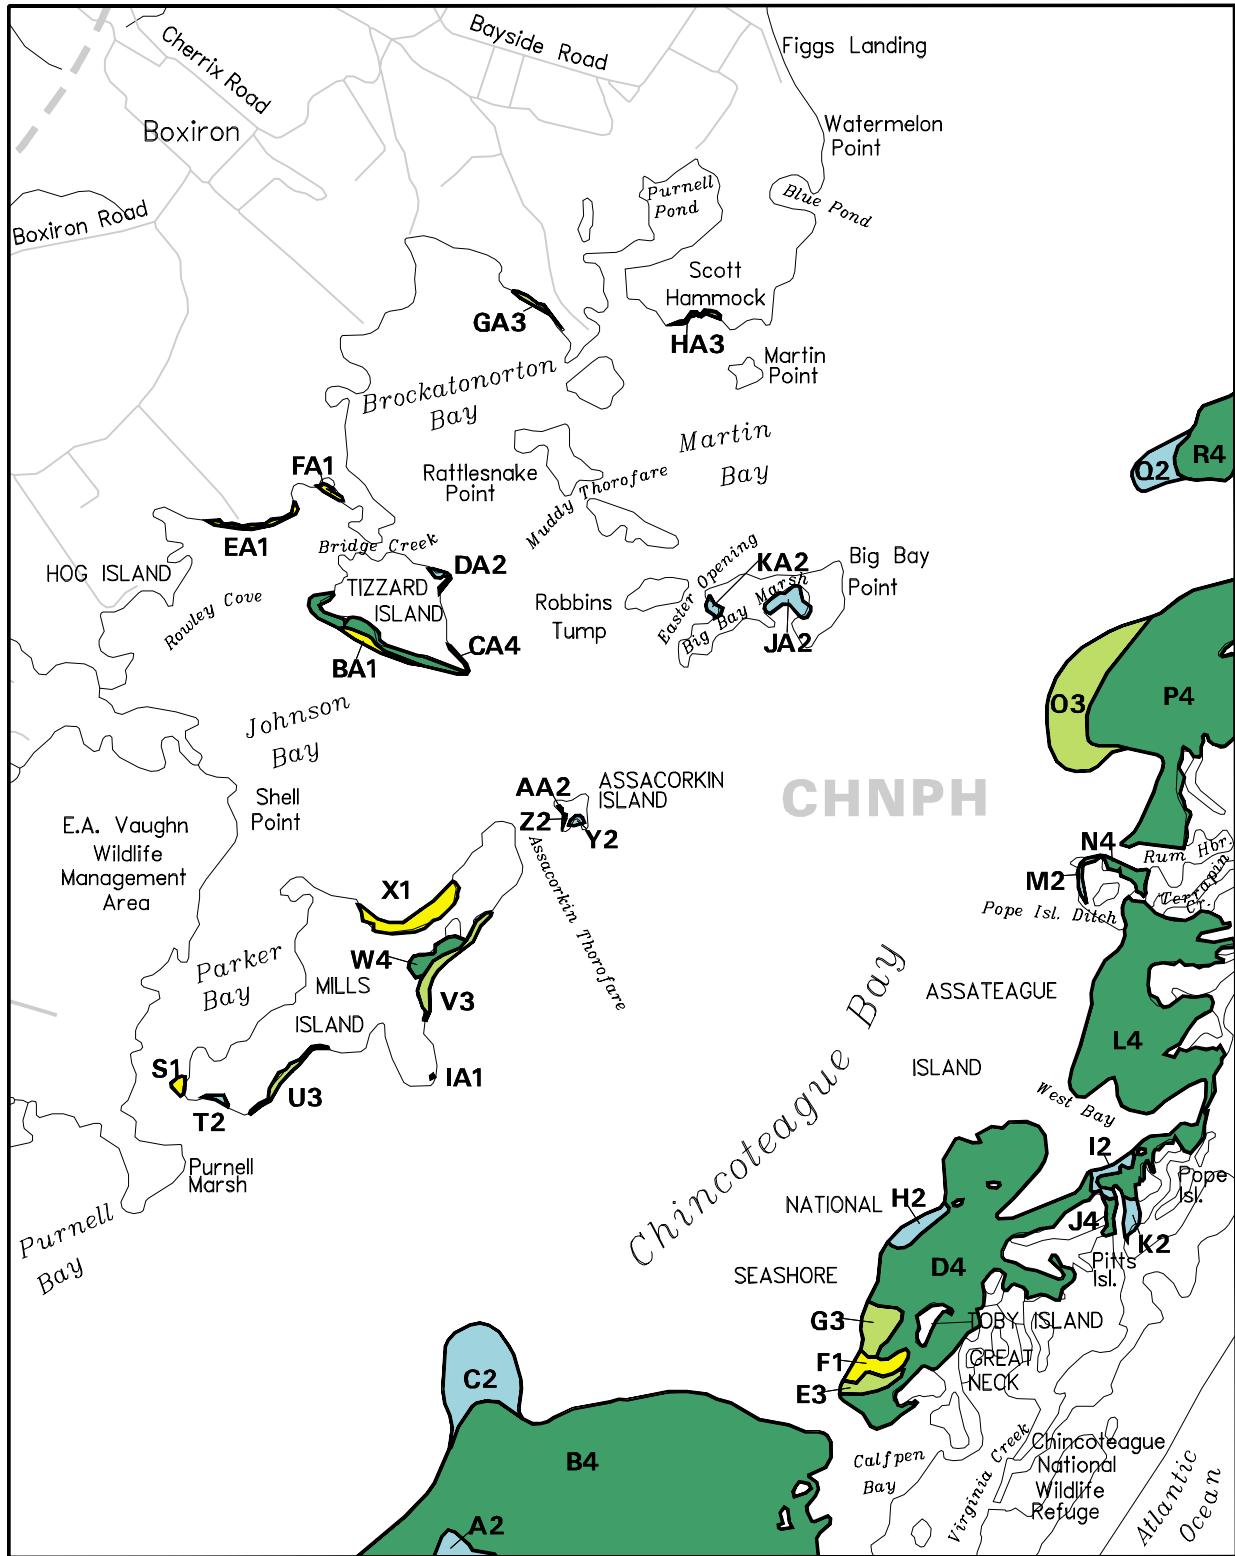 Cherrix Road
Bayside Road
Figgs Landing
Boxiron
Watermelon
Point
Purnell
Pond
Blue Pond
Boxiron Road
Scott
Hammock
GA3
HA3
Martin
Point
Brockatonorton
Bay
Martin
Bay
R4
Q2
FA1
Rattlesnake
Point
Muddy Thorofare
EA1
Bridge Creek
HOG ISLAND
DA2
TIZZARD
ISLAND
Rowley Cove
Robbins
Tump
Easter Opening
KA2
Big Bay Marsh
Big Bay
Point
JA2
CA4
BA1
O3
P4
Johnson
Bay
Shell
Point
AA2
Z2
Y2
ASSACORKIN
ISLAND
CHNPH
E.A. Vaughn
Wildlife
Management
Area
Assacorkin Thorofare
N4
Rum Hbr.
M2
Terrapin
Cr.
Pope Isl. Ditch
X1
W4
Parker
Bay
MILLS
ISLAND
V3
ASSATEAGUE
ISLAND
L4
Chincoteague Bay
S1
T2
U3
IA1
West Bay
Purnell
Marsh
I2
Pope
Isl.
NATIONAL
H2
J4
K2
Pitts
Isl.
Purnell
Bay
SEASHORE
D4
G3
TOBY ISLAND
F1
GREAT
NECK
E3
C2
B4
A2
Calfpen
Bay
Virginia Creek
Chincoteague
National
Wildlife
Refuge
Atlantic
Ocean